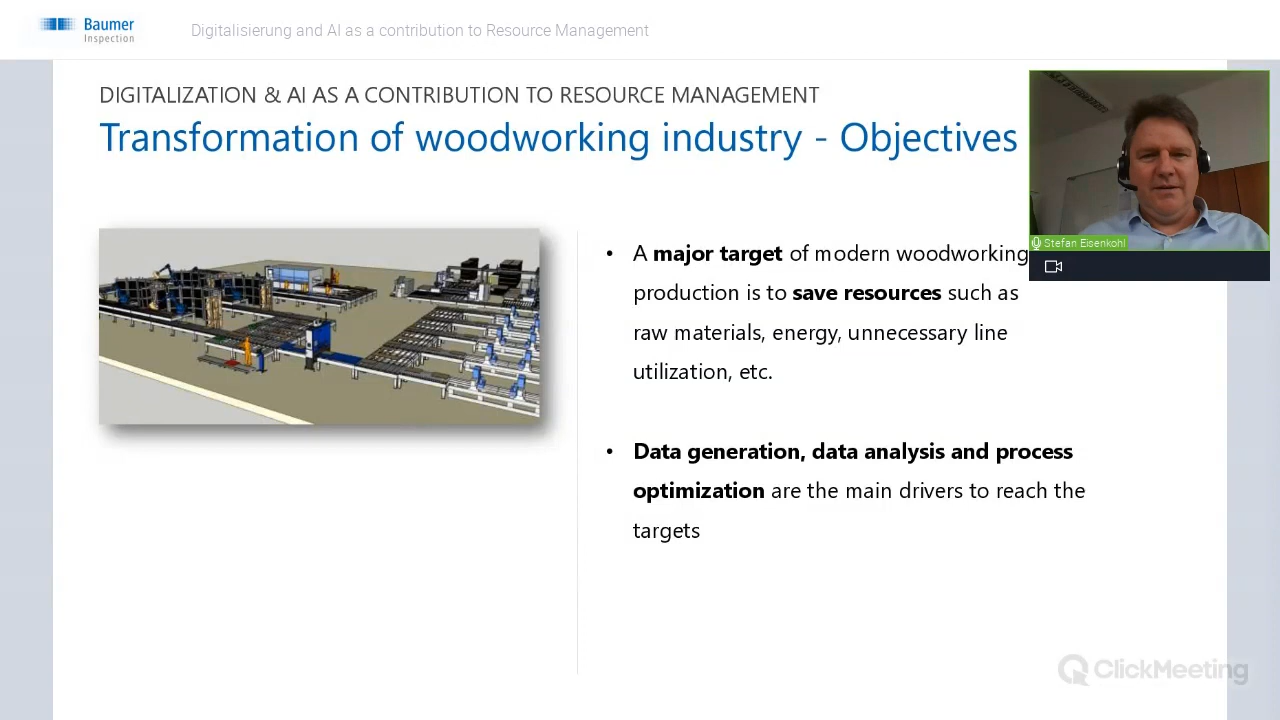 Baumer
Inspection
Digitalisierung and AI as a contribution to Resource Management
DIGITALIZATION & AI AS A CONTRIBUTION TO RESOURCE MANAGEMENT
Transformation of woodworking industry - Objectives
Stefan Eisenkohl
• A major target of modern woodworking
production is to save resources such as
raw materials, energy, unnecessary line
utilization, etc.
• Data generation, data analysis and process
optimization are the main drivers to reach the
targets
ClickMeeting